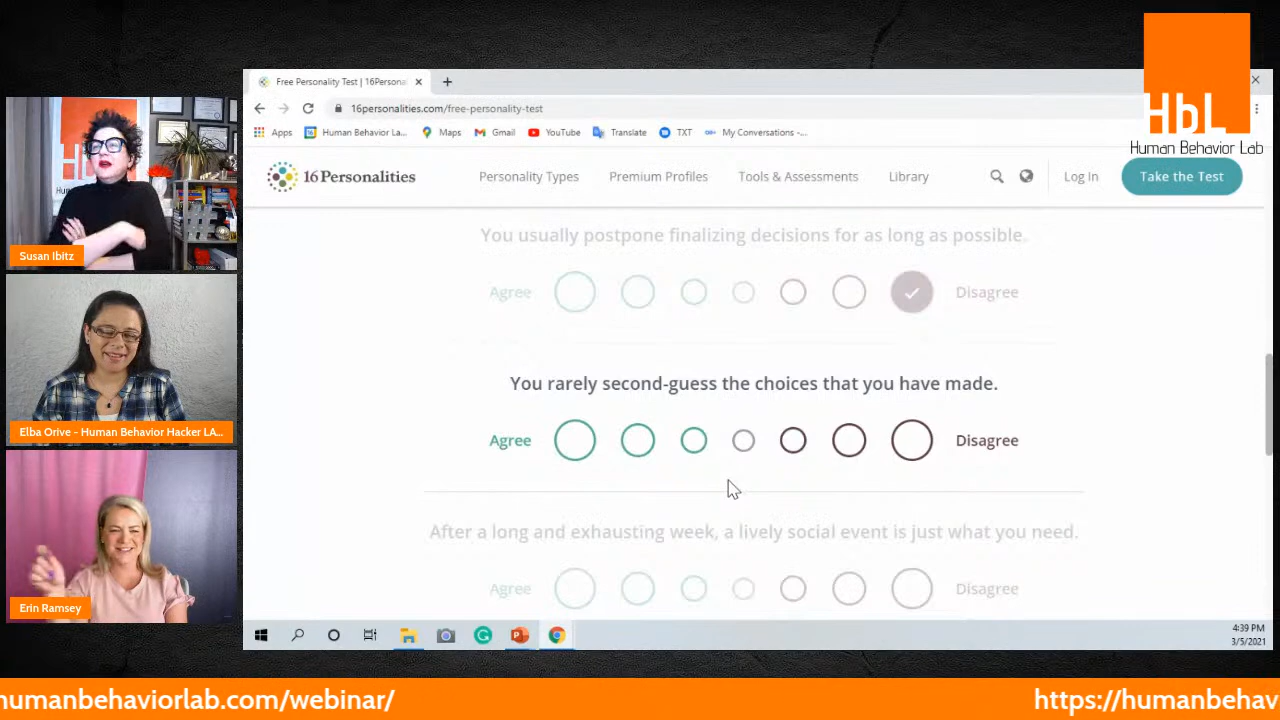 HbL
Human Behavior Lab
Free Personality Test | 16Persona
16personalities.com/free-personality-test
Apps
Human Behavior La...
Maps
Gmail
YouTube
Translate
TXT
My Conversations -...
16Personalities
Personality Types
Premium Profiles
Tools & Assessments
Library
Log In
Take the Test
You usually postpone finalizing decisions for as long as possible.
Agree
Disagree
You rarely second-guess the choices that you have made.
Agree
Disagree
After a long and exhausting week, a lively social event is just what you need.
Agree
Disagree
4:39 PM
3/5/2021
Susan Ibitz
Elba Orive - Human Behavior Hacker LA...
Erin Ramsey
humanbehaviorlab.com/webinar/
https://humanbehav